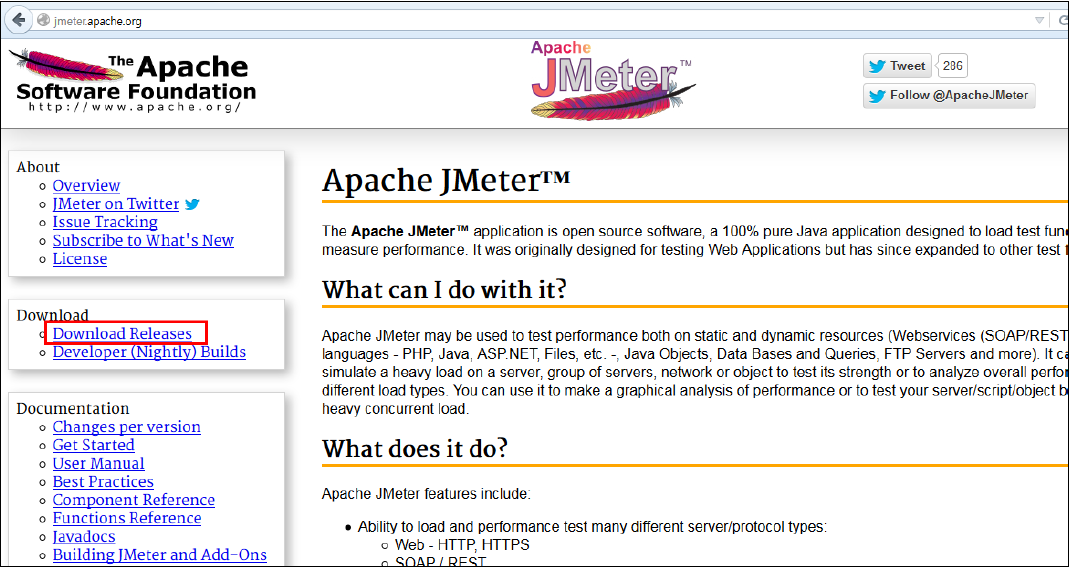 jmeter.apache.org
The Apache
Software Foundation
http://www.apache.org/
Apache
JMeter™
Tweet 286
Follow @ApacheJMeter
About
Overview
JMeter on Twitter
Issue Tracking
Subscribe to What's New
License
Download
Download Releases
Developer (Nightly) Builds
Documentation
Changes per version
Get Started
User Manual
Best Practices
Component Reference
Functions Reference
Javadocs
Building JMeter and Add-Ons
Apache JMeter™
The Apache JMeter™ application is open source software, a 100% pure Java application designed to load test
measure performance. It was originally designed for testing Web Applications but has since expanded to other test
What can I do with it?
Apache JMeter may be used to test performance both on static and dynamic resources (Webservices (SOAP/REST
languages - PHP, Java, ASP.NET, Files, etc. -, Java Objects, Data Bases and Queries, FTP Servers and more). It
simulate a heavy load on a server, group of servers, network or object to test its strength or to analyze overall
different load types. You can use it to make a graphical analysis of performance or to test your server/script/object
heavy concurrent load.
What does it do?
Apache JMeter features include:
Ability to load and performance test many different server/protocol types:
Web - HTTP, HTTPS
SOAP / REST